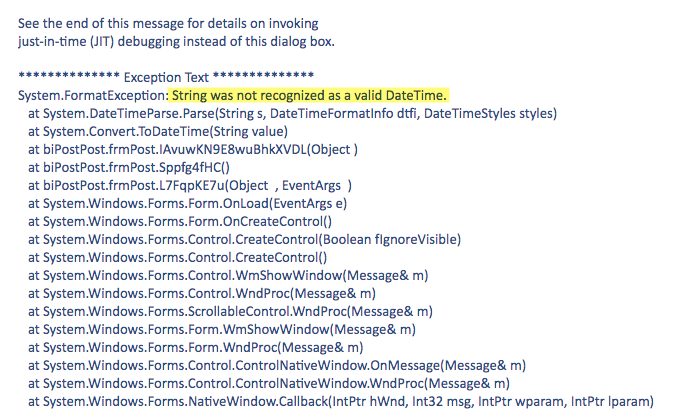 See the end of this message for details on invoking
just-in-time (JIT) debugging instead of this dialog box.
************** Exception Text **************
System.FormatException: String was not recognized as a valid DateTime.
at System.DateTimeParse.Parse(String s, DateTimeFormatInfo dtfi, DateTimeStyles styles)
at System.Convert.ToDateTime(String value)
at biPostPost.frmPost.IAvuwKN9E8wuBhkXVDL(Object )
at biPostPost.frmPost.Sppfg4fHC()
at biPostPost.frmPost.L7FqpKE7u(Object  , EventArgs  )
at System.Windows.Forms.Form.OnLoad(EventArgs e)
at System.Windows.Forms.Form.OnCreateControl()
at System.Windows.Forms.Control.CreateControl(Boolean fIgnoreVisible)
at System.Windows.Forms.Control.CreateControl()
at System.Windows.Forms.Control.WmShowWindow(Message& m)
at System.Windows.Forms.Control.WndProc(Message& m)
at System.Windows.Forms.ScrollableControl.WndProc(Message& m)
at System.Windows.Forms.Form.WmShowWindow(Message& m)
at System.Windows.Forms.Form.WndProc(Message& m)
at System.Windows.Forms.Control.ControlNativeWindow.OnMessage(Message& m)
at System.Windows.Forms.Control.ControlNativeWindow.WndProc(Message& m)
at System.Windows.Forms.NativeWindow.Callback(IntPtr hWnd, Int32 msg, IntPtr wparam, IntPtr lparam)